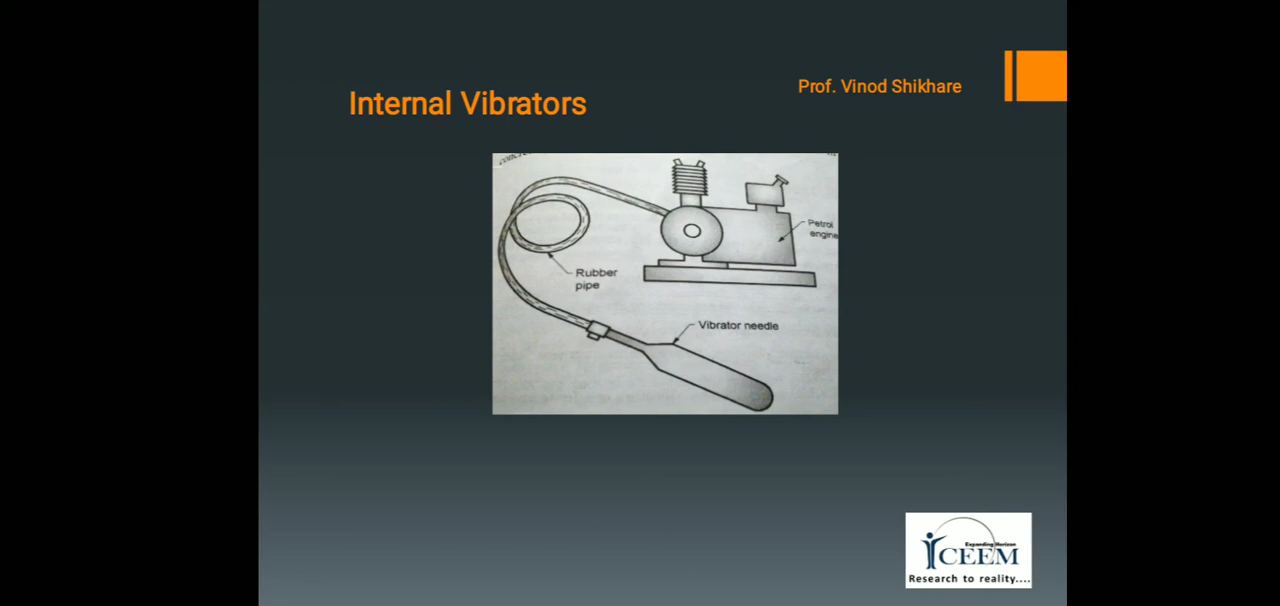 Prof. Vinod Shikhare
Internal Vibrators
Petrol
engine
Rubber
pipe
Vibrator needle
Expanding Horizon
ICEEM
Research to reality....